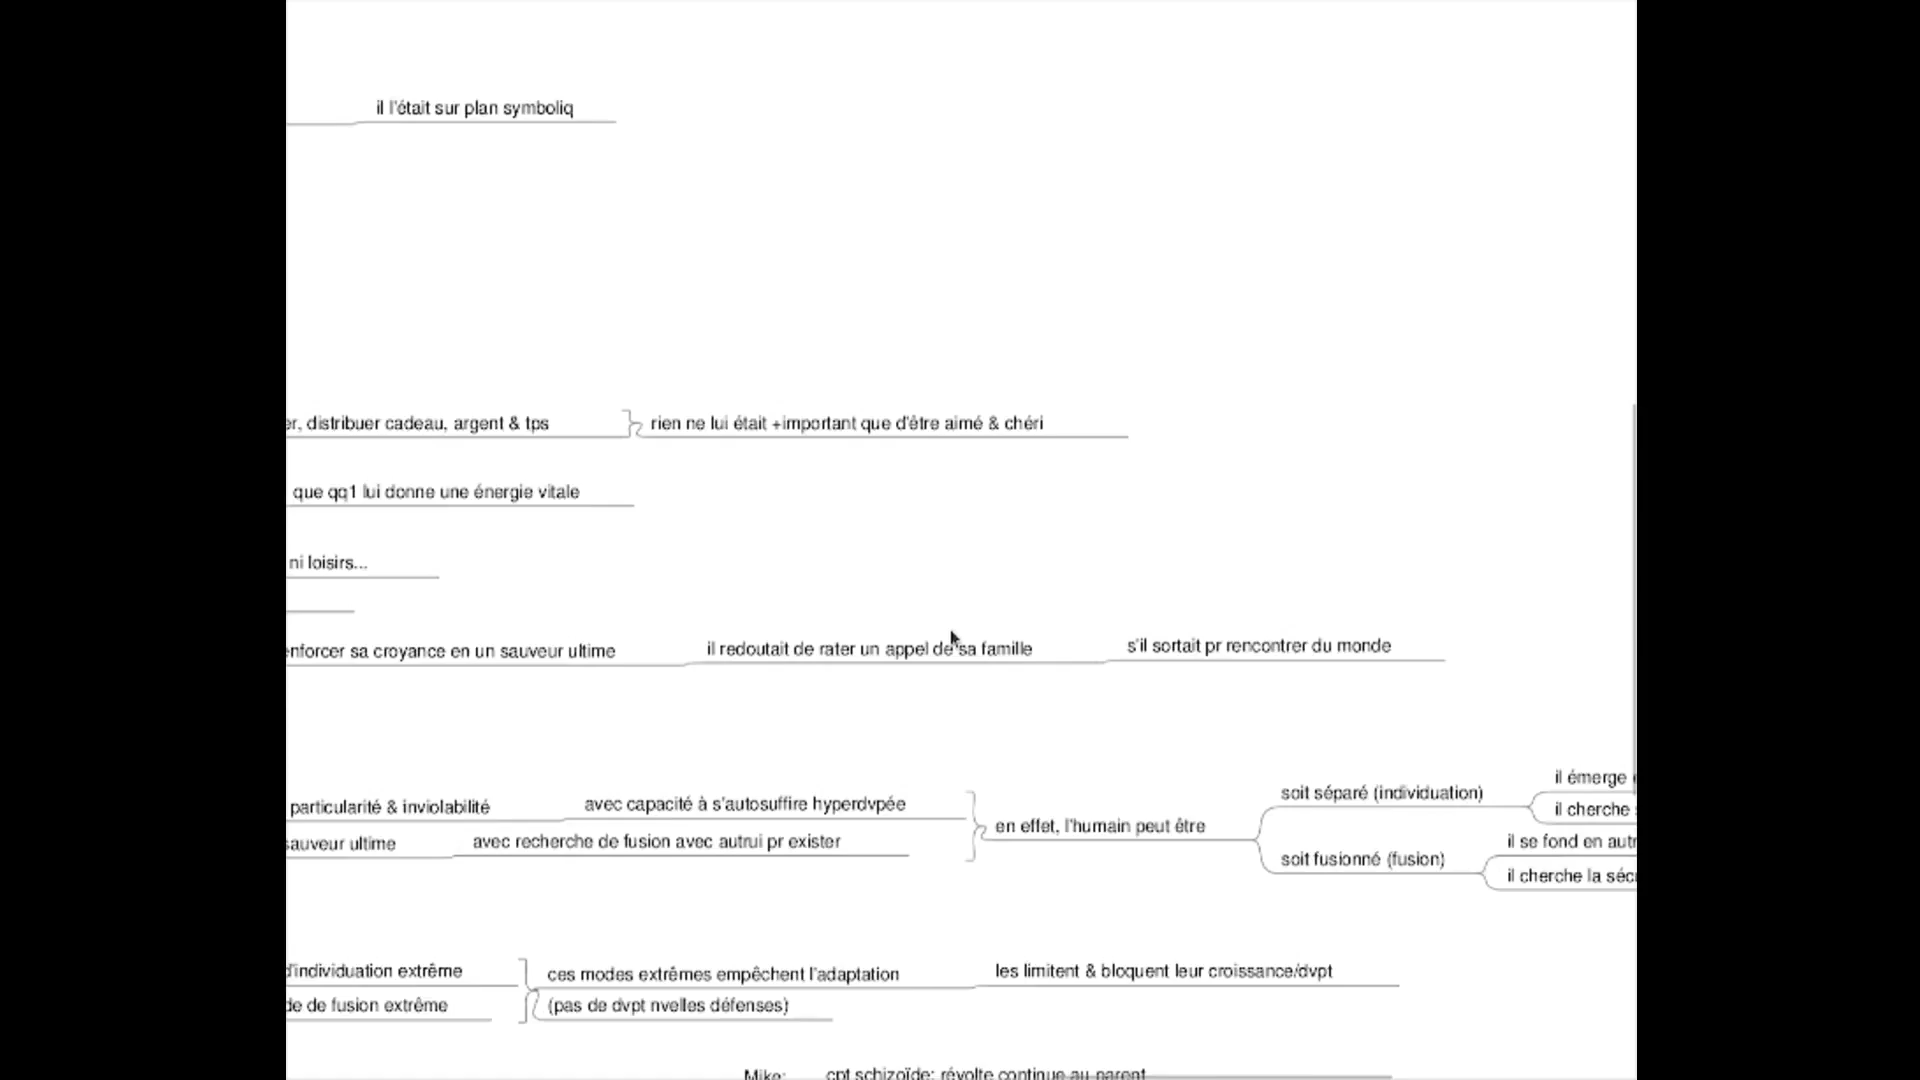 il l'était sur plan symboliq
er, distribuer cadeau, argent & tps
rien ne lui était +important que d'être aimé & chéri
que qq1 lui donne une énergie vitale
ni loisirs...
enforcer sa croyance en un sauveur ultime
il redoutait de rater un appel de sa famille
s'il sortait pr rencontrer du monde
particularité & inviolabilité
avec capacité à s'autosuffire hyperdvpée
sauveur ultime
avec recherche de fusion avec autrui pr exister
en effet, l'humain peut être
soit séparé (individuation)
il émerge
il cherche
soit fusionné (fusion)
il se fond en autr
il cherche la séc
d'individuation extrême
de de fusion extrême
ces modes extrêmes empêchent l'adaptation
(pas de dvpt nvelles défenses)
les limitent & bloquent leur croissance/dvpt
Mike:
cpt schizoïde: révolte continue au parent